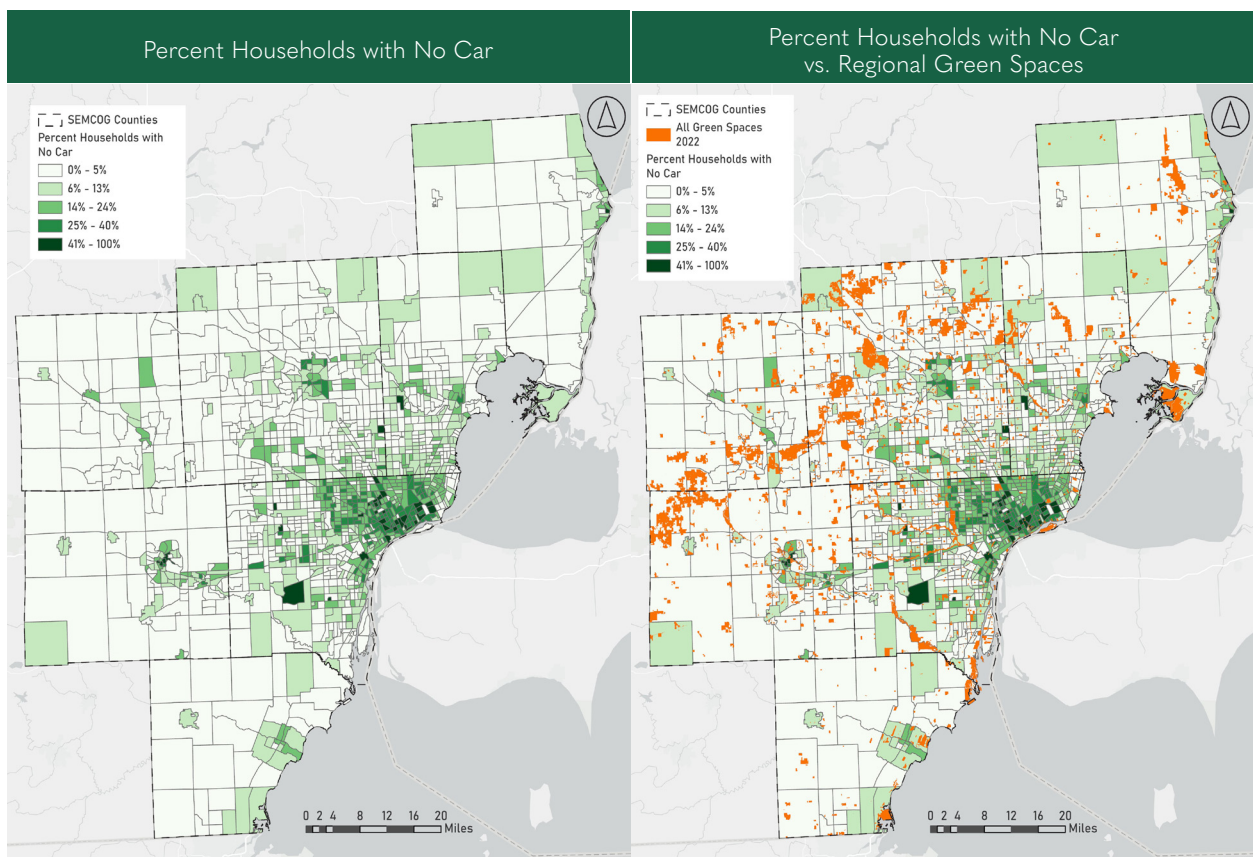 Percent Households with No Car
SEMCOG Counties
Percent Households with
No Car
0% - 5%
6% - 13%
14% - 24%
25% - 40%
41% - 100%
0 2 4 8 12 16 20
Miles
Percent Households with No Car
vs. Regional Green Spaces
SEMCOG Counties
All Green Spaces
2022
Percent Households with
No Car
0% - 5%
6% - 13%
14% - 24%
25% - 40%
41% - 100%
0 2 4 8 12 16 20
Miles